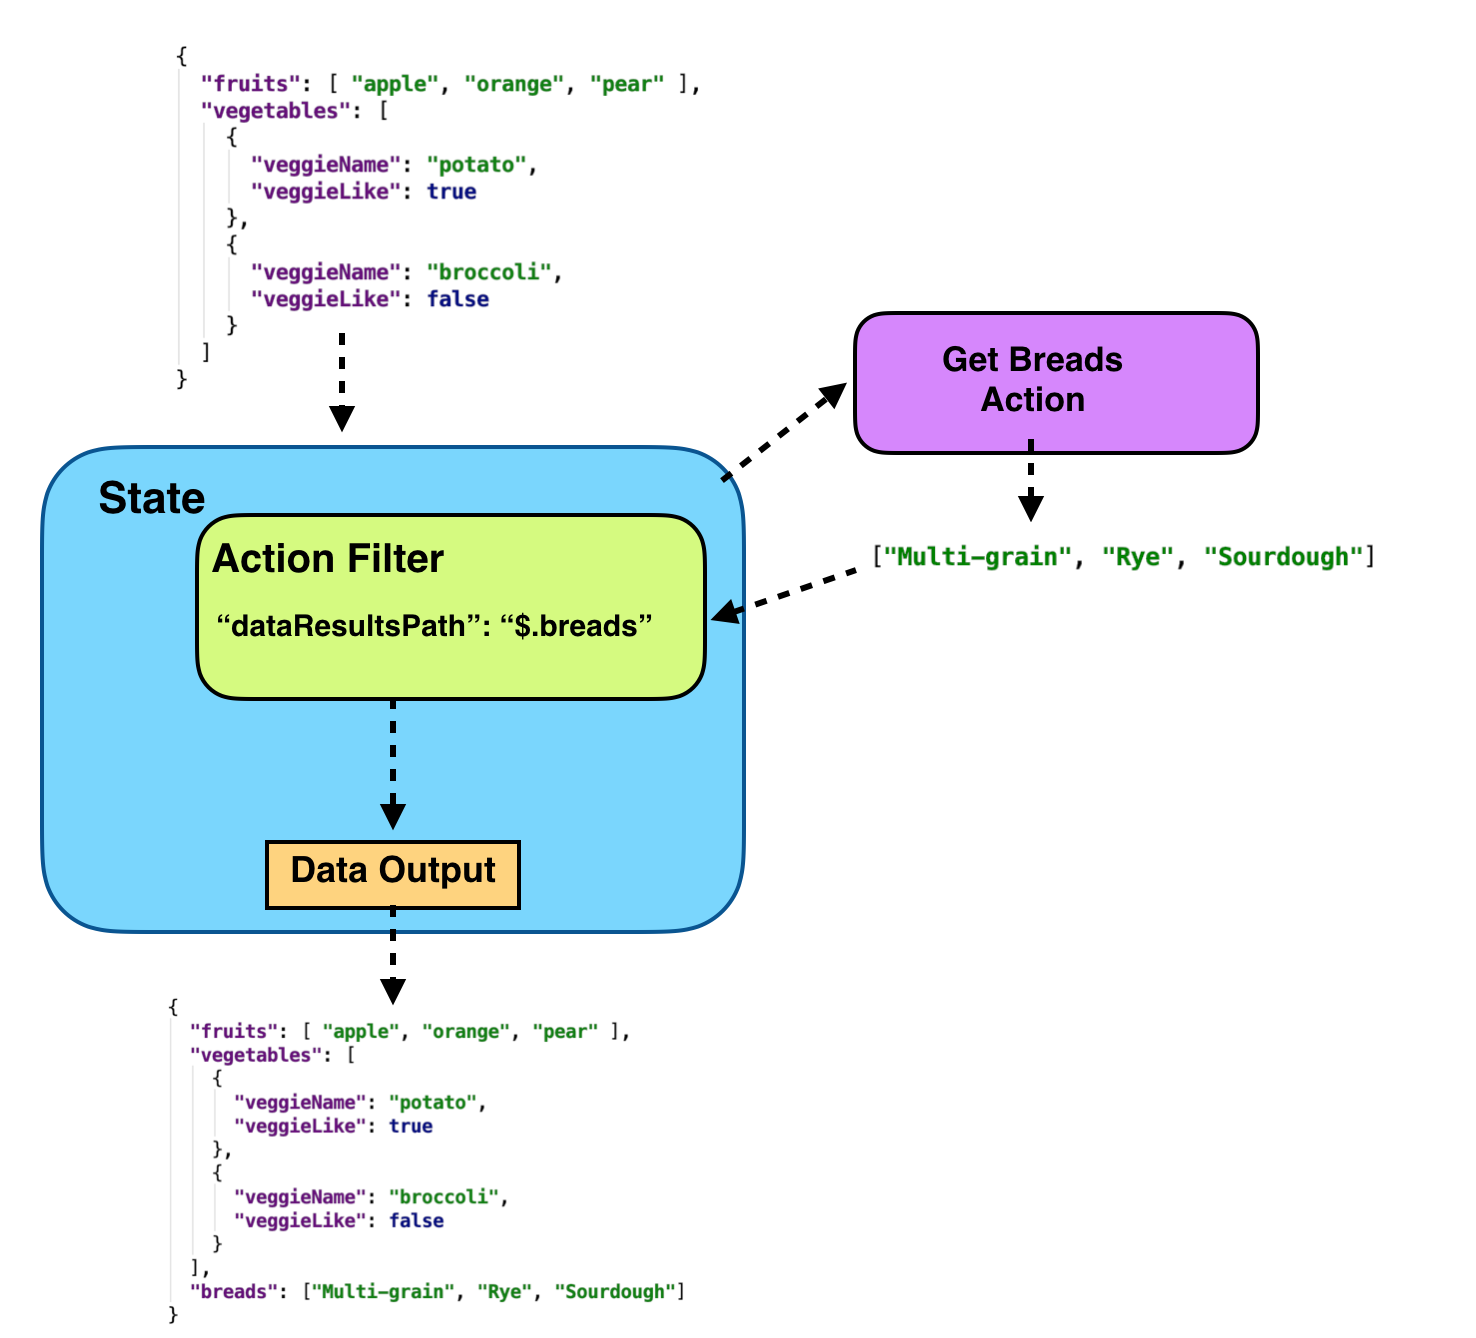 {
"fruits": [ "apple", "orange", "pear" ],
"vegetables": [
{
"veggieName": "potato",
"veggieLike": true
},
{
"veggieName": "broccoli",
"veggieLike": false
}
]
}
Get Breads
Action
State
Action Filter
“dataResultsPath”: “$.breads”
["Multi-grain", "Rye", "Sourdough"]
Data Output
{
"fruits": [ "apple", "orange", "pear" ],
"vegetables": [
{
"veggieName": "potato",
"veggieLike": true
},
{
"veggieName": "broccoli",
"veggieLike": false
}
],
"breads": ["Multi-grain", "Rye", "Sourdough"]
}